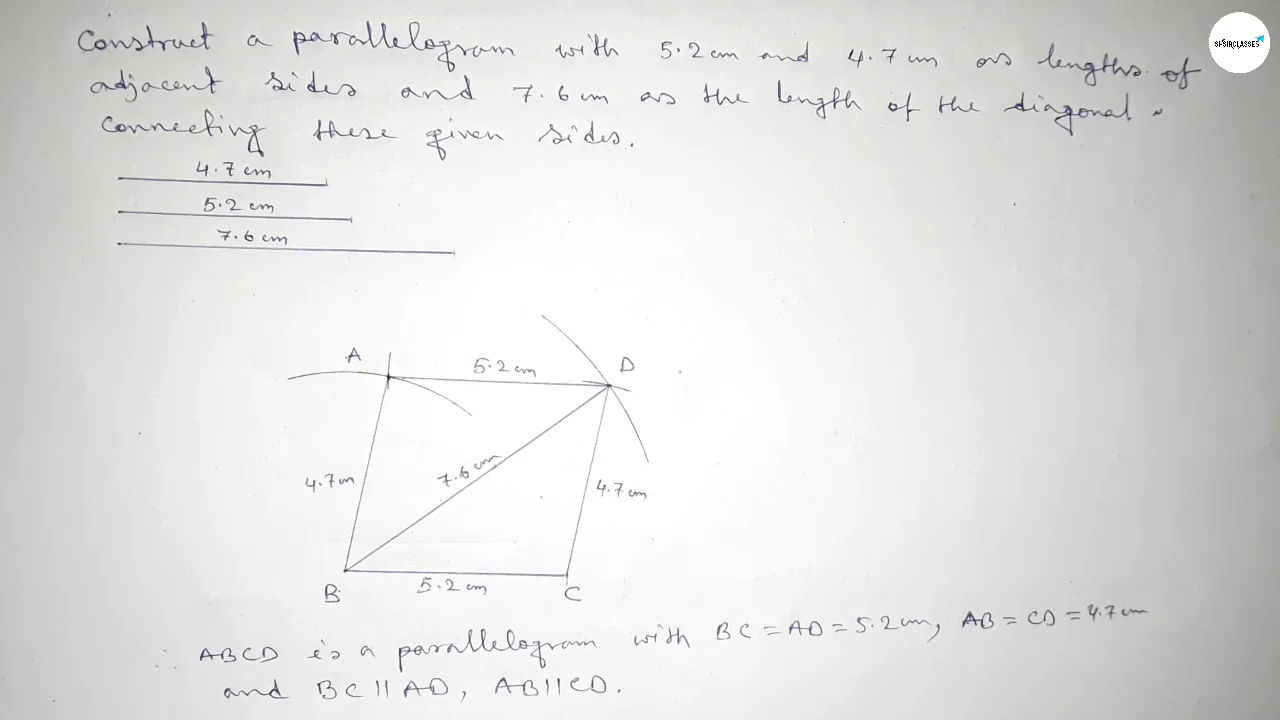 Construct a parallelogram with 5.2 cm and 4.7 cm as lengths of
adjacent sides and 7.6 cm as the length of the diagonal
connecting these given sides.
4.7 cm
5.2 cm
7.6 cm
A
5.2 cm
D
4.7 cm
7.6 cm
4.7 cm
B
5.2 cm
C
∴ ABCD is a parallelogram with BC = AD = 5.2 cm, AB = CD = 4.7 cm
and BC || AD, AB || CD.
SHSIRCLASSES